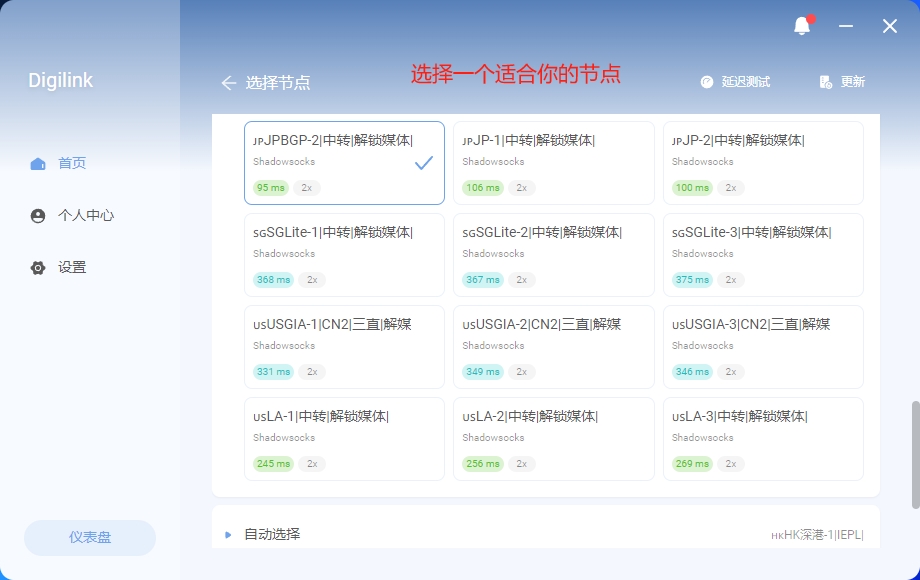 Digilink
选择节点
选择一个适合你的节点
延迟测试
更新
首页
个人中心
设置
仪表盘
JPJPBGP-2|中转|解锁媒体|
Shadowsocks
95 ms 2x
JPJP-1|中转|解锁媒体|
Shadowsocks
106 ms 2x
JPJP-2|中转|解锁媒体|
Shadowsocks
100 ms 2x
SGSGLite-1|中转|解锁媒体|
Shadowsocks
368 ms 2x
SGSGLite-2|中转|解锁媒体|
Shadowsocks
367 ms 2x
SGSGLite-3|中转|解锁媒体|
Shadowsocks
375 ms 2x
USUSGIA-1|CN2|三直|解媒
Shadowsocks
331 ms 2x
USUSGIA-2|CN2|三直|解媒
Shadowsocks
349 ms 2x
USUSGIA-3|CN2|三直|解媒
Shadowsocks
346 ms 2x
USLA-1|中转|解锁媒体|
Shadowsocks
245 ms 2x
USLA-2|中转|解锁媒体|
Shadowsocks
256 ms 2x
USLA-3|中转|解锁媒体|
Shadowsocks
269 ms 2x
自动选择
HKHK深港-1|IEPL|